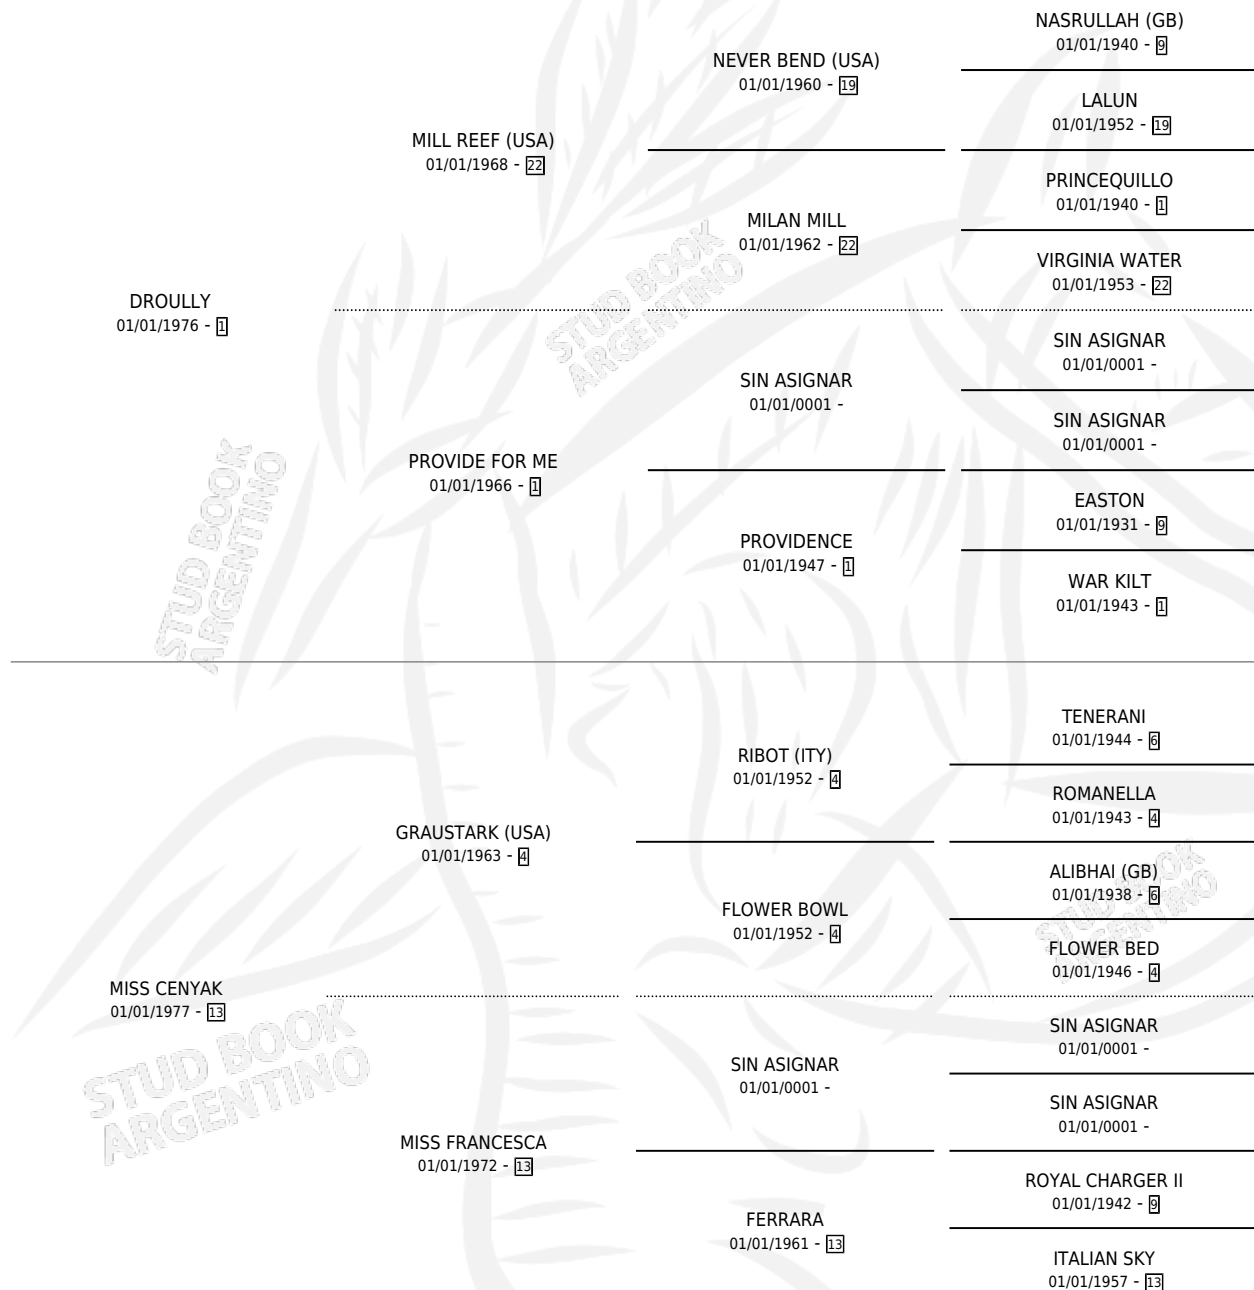 NASRULLAH (GB)
01/01/1940 - 9
NEVER BEND (USA)
01/01/1960 - 19
LALUN
01/01/1952 - 19
MILL REEF (USA)
01/01/1968 - 22
PRINCEQUILLO
01/01/1940 - 1
MILAN MILL
01/01/1962 - 22
VIRGINIA WATER
01/01/1953 - 22
DROULLY
01/01/1976 - 1
STUD BOOK
ARGENTINO
SIN ASIGNAR
01/01/0001 -
SIN ASIGNAR
01/01/0001 -
SIN ASIGNAR
01/01/0001 -
PROVIDE FOR ME
01/01/1966 - 1
EASTON
01/01/1931 - 9
PROVIDENCE
01/01/1947 - 1
WAR KILT
01/01/1943 - 1
STUD BOOK
ARGENTINO
TENERANI
01/01/1944 - 6
RIBOT (ITY)
01/01/1952 - 4
ROMANELLA
01/01/1943 - 4
GRAUSTARK (USA)
01/01/1963 - 4
ALIBHAI (GB)
01/01/1938 - 6
FLOWER BOWL
01/01/1952 - 4
FLOWER BED
01/01/1946 - 4
STUD BOOK
ARGENTINO
MISS CENYAK
01/01/1977 - 13
STUD BOOK
ARGENTINO
SIN ASIGNAR
01/01/0001 -
SIN ASIGNAR
01/01/0001 -
SIN ASIGNAR
01/01/0001 -
MISS FRANCESCA
01/01/1972 - 13
ROYAL CHARGER II
01/01/1942 - 9
FERRARA
01/01/1961 - 13
ITALIAN SKY
01/01/1957 - 13